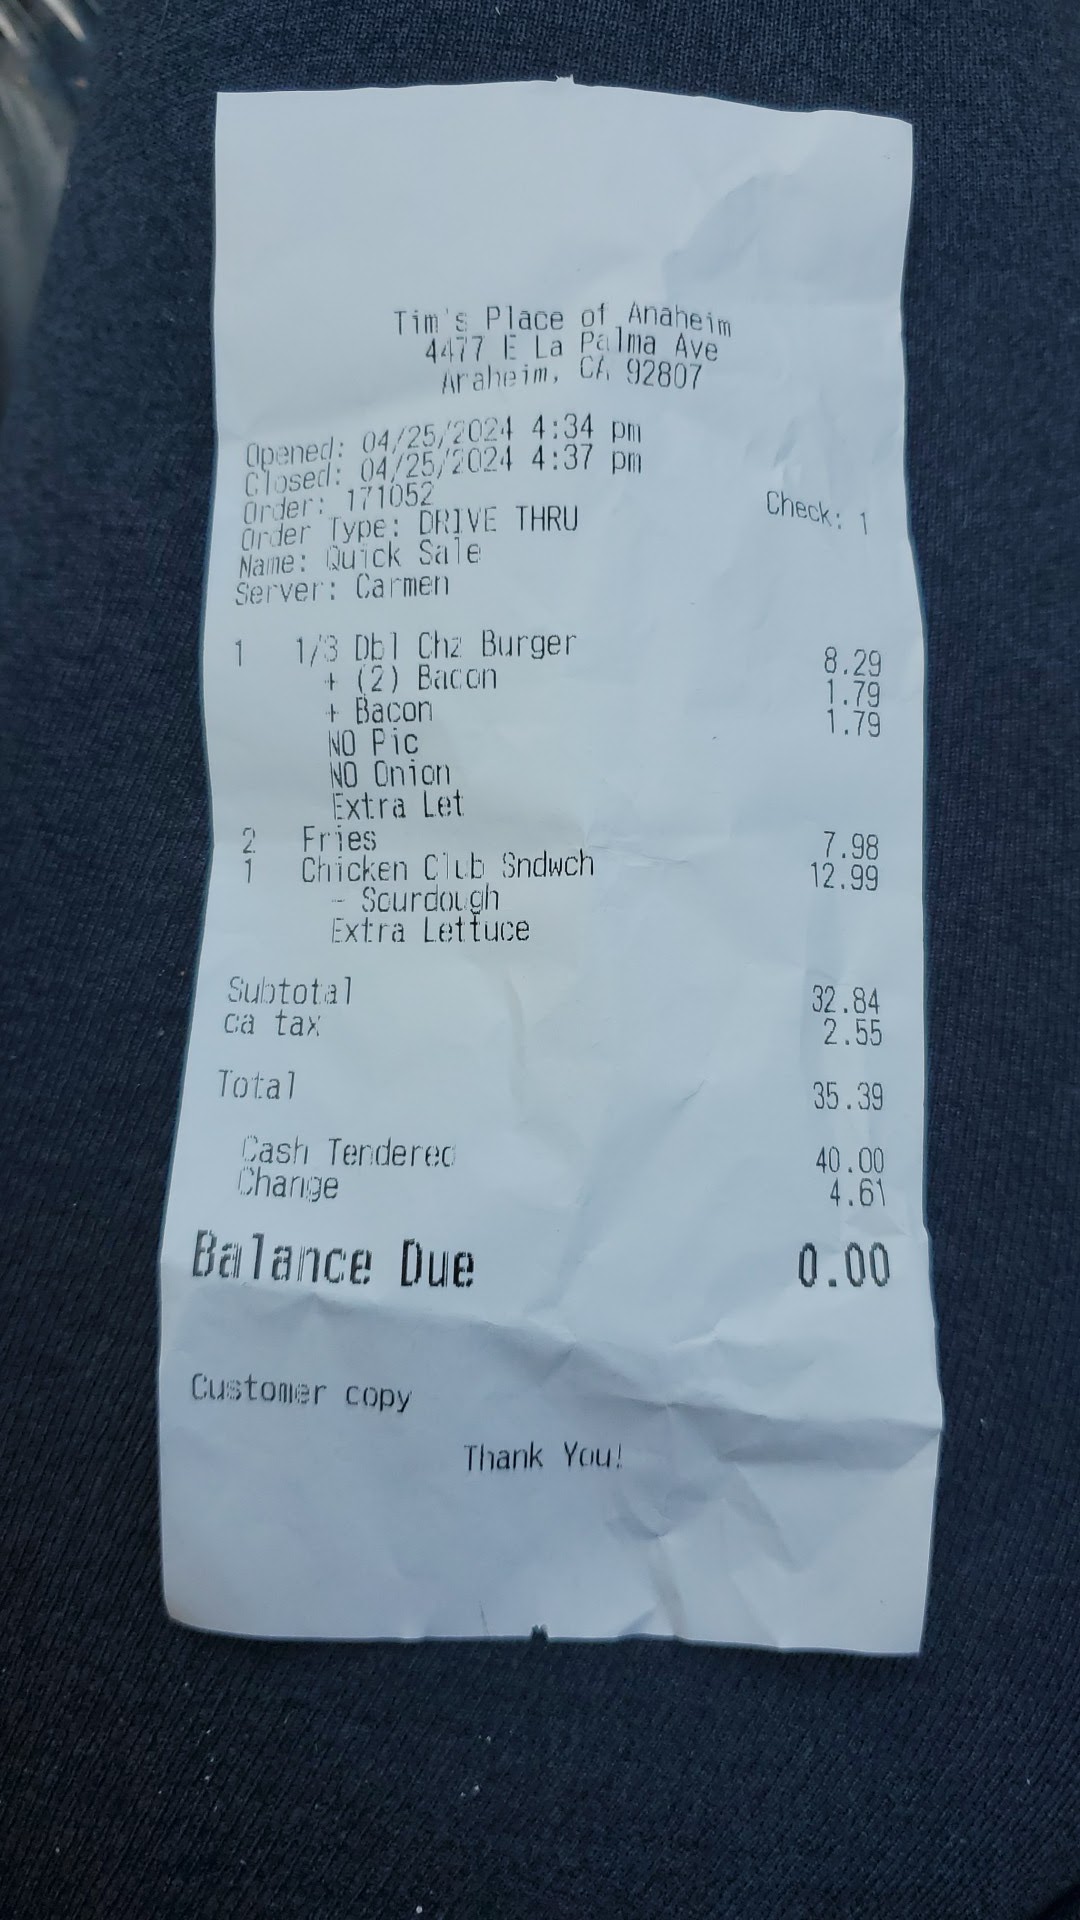 Tim's Place of Anaheim
4477 E La Palma Ave
Anaheim, CA 92807
Opened: 04/25/2024 4:34 pm
Closed: 04/25/2024 4:37 pm
Order: 171052
Check: 1
Order Type: DRIVE THRU
Name: Quick Sale
Server: Carmen
1 1/3 Dbl Chz Burger 8.29
+ (2) Bacon 1.79
+ Bacon 1.79
NO Pic
NO Onion
Extra Let
2 Fries 7.98
1 Chicken Club Sndwch 12.99
- Sourdough
Extra Lettuce
Subtotal 32.84
ca tax 2.55
Total 35.39
Cash Tendered 40.00
Change 4.61
Balance Due 0.00
Customer copy
Thank You!